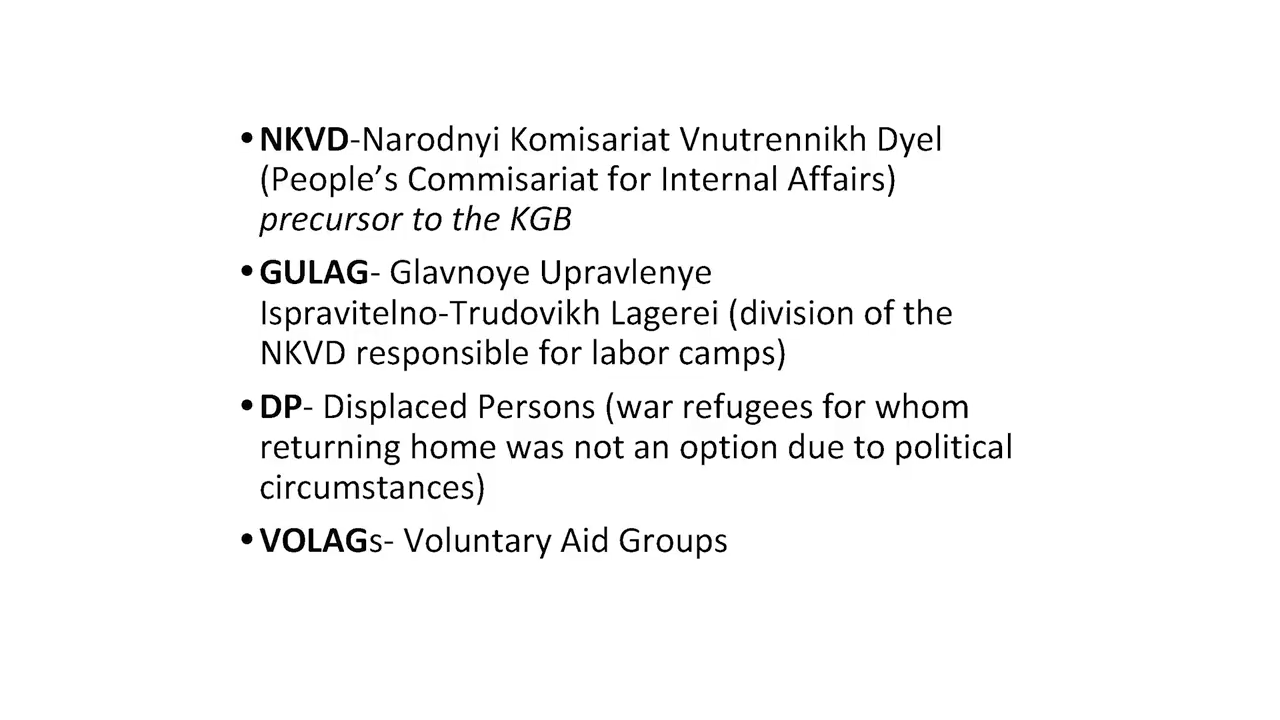 •NKVD-Narodnyi Komisariat Vnutrennikh Dyel
(People’s Commisariat for Internal Affairs)
precursor to the KGB
•GULAG- Glavnoye Upravlenye
Ispravitelno-Trudovikh Lagerei (division of the
NKVD responsible for labor camps)
•DP- Displaced Persons (war refugees for whom
returning home was not an option due to political
circumstances)
•VOLAGs- Voluntary Aid Groups